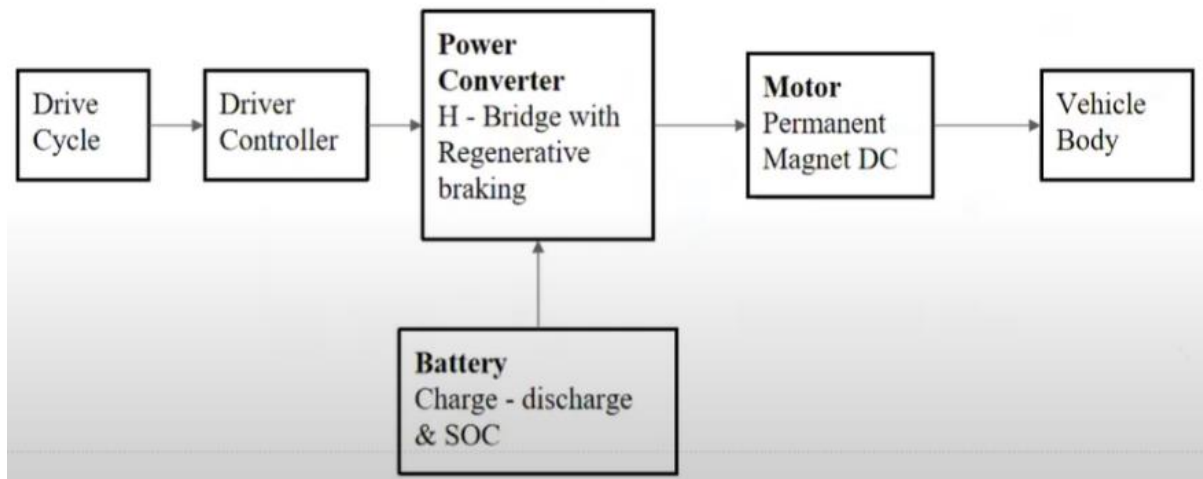 Drive
Cycle
Driver
Controller
Power
Converter
H - Bridge with
Regenerative
braking
Motor
Permanent
Magnet DC
Vehicle
Body
Battery
Charge - discharge
& SOC